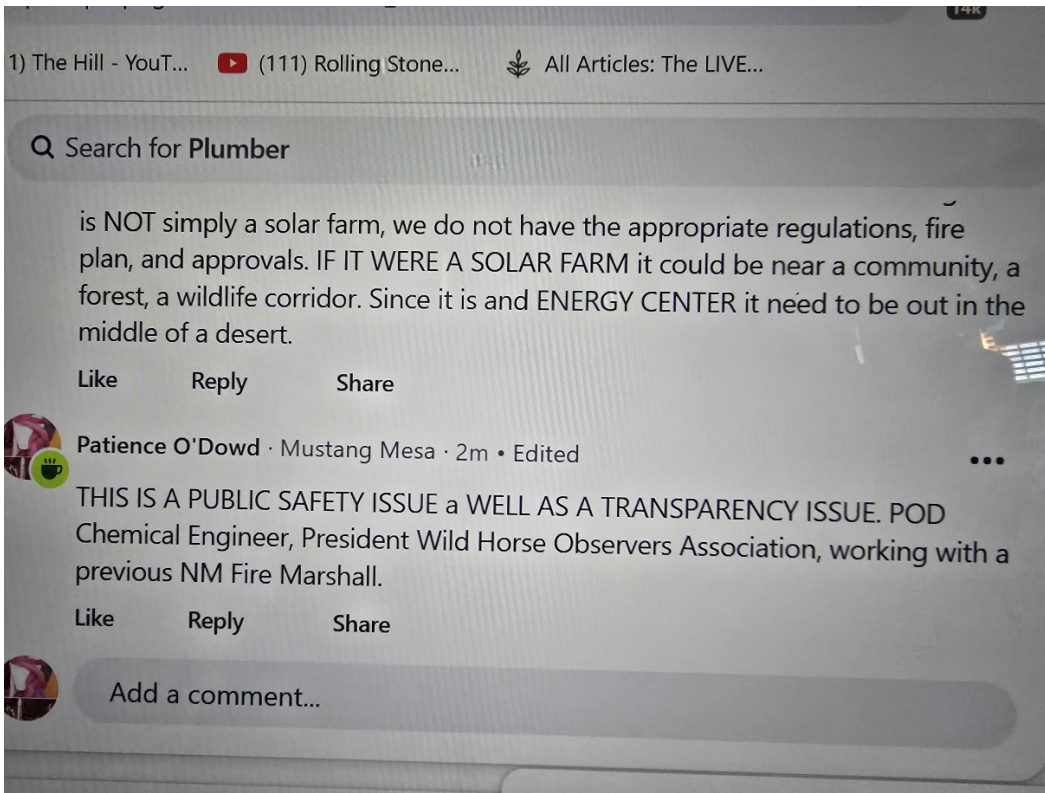 14k
1) The Hill - YouT... (111) Rolling Stone... All Articles: The LIVE...
Search for Plumber
is NOT simply a solar farm, we do not have the appropriate regulations, fire
plan, and approvals. IF IT WERE A SOLAR FARM it could be near a community, a
forest, a wildlife corridor. Since it is and ENERGY CENTER it need to be out in the
middle of a desert.
Like Reply Share
Patience O'Dowd · Mustang Mesa · 2m • Edited
THIS IS A PUBLIC SAFETY ISSUE a WELL AS A TRANSPARENCY ISSUE. POD
Chemical Engineer, President Wild Horse Observers Association, working with a
previous NM Fire Marshall.
Like Reply Share
Add a comment...